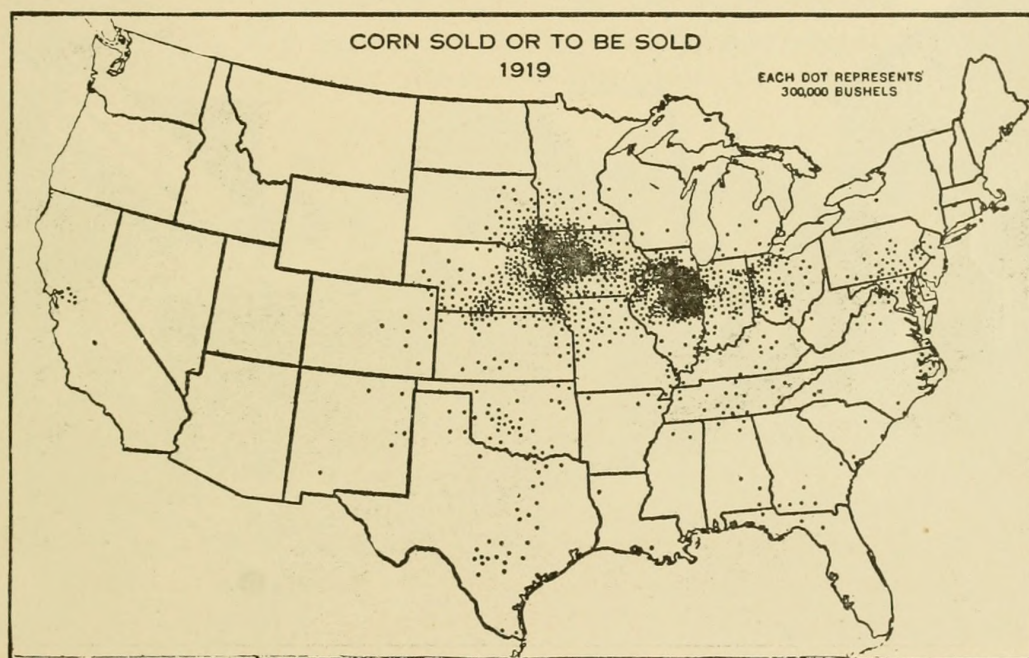 CORN SOLD OR TO BE SOLD
1919
EACH DOT REPRESENTS
300,000 BUSHELS